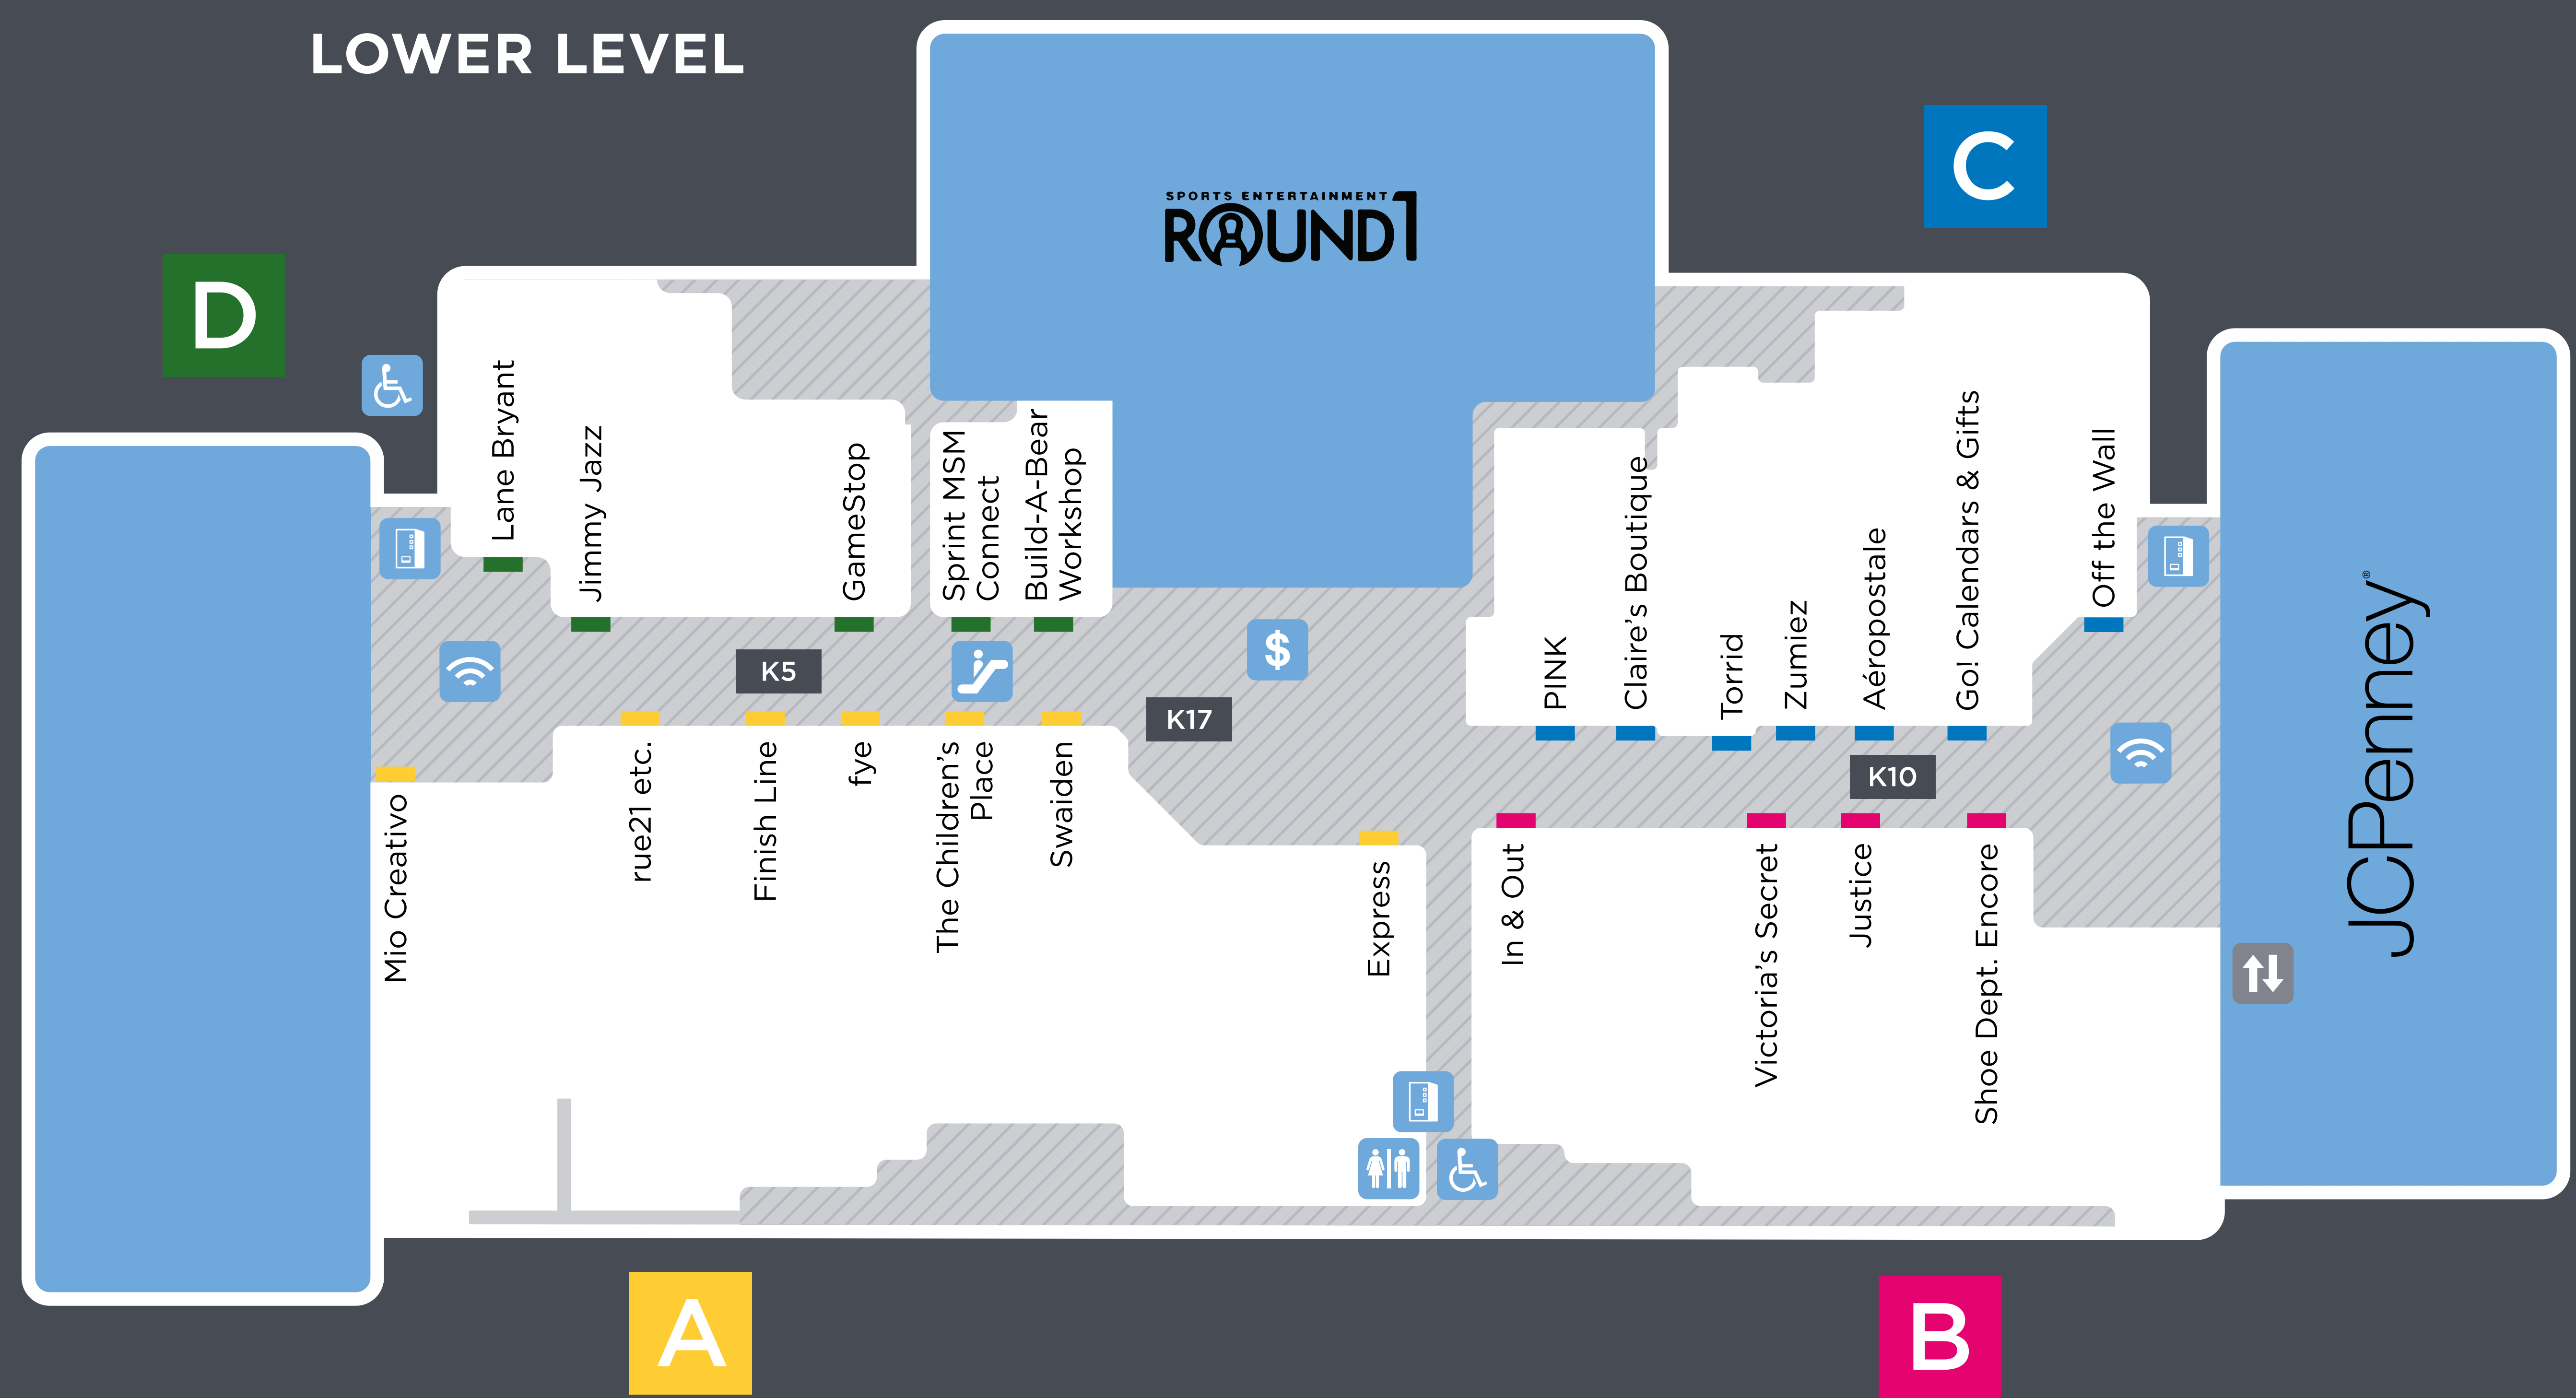 LOWER LEVEL
SPORTS ENTERTAINMENT
ROUND1
C
D
Lane Bryant
Jimmy Jazz
GameStop
Sprint MSM
Connect
Build-A-Bear
Workshop
PINK
Claire's Boutique
Torrid
Zumiez
Aéropostale
Go! Calendars & Gifts
Off the Wall
JCPenney®
$
K5
K17
K10
Mio Creativo
rue21 etc.
Finish Line
fye
The Children's
Place
Swaiden
Express
In & Out
Victoria's Secret
Justice
Shoe Dept. Encore
A
B